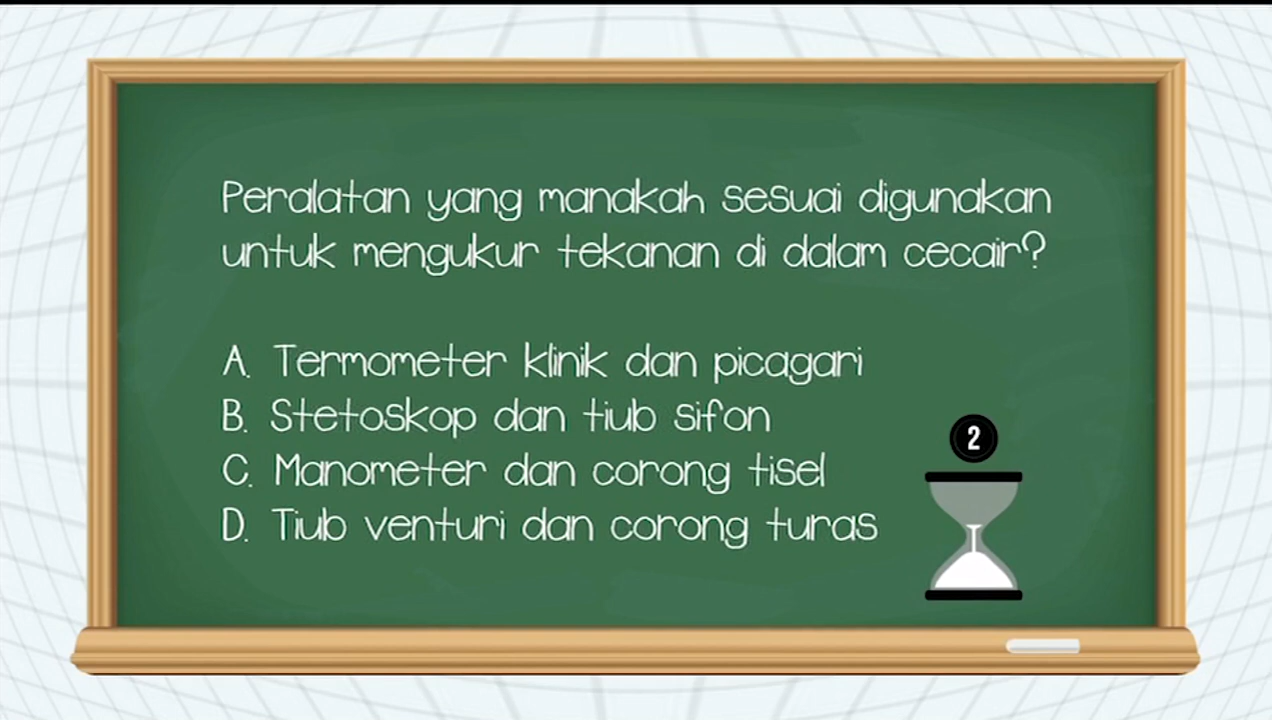 Peralatan yang manakah sesuai digunakan
untuk mengukur tekanan di dalam cecair?
A. Termometer klinik dan picagari
B. Stetoskop dan tiub sifon
C. Manometer dan corong tisel
D. Tiub venturi dan corong turas
2